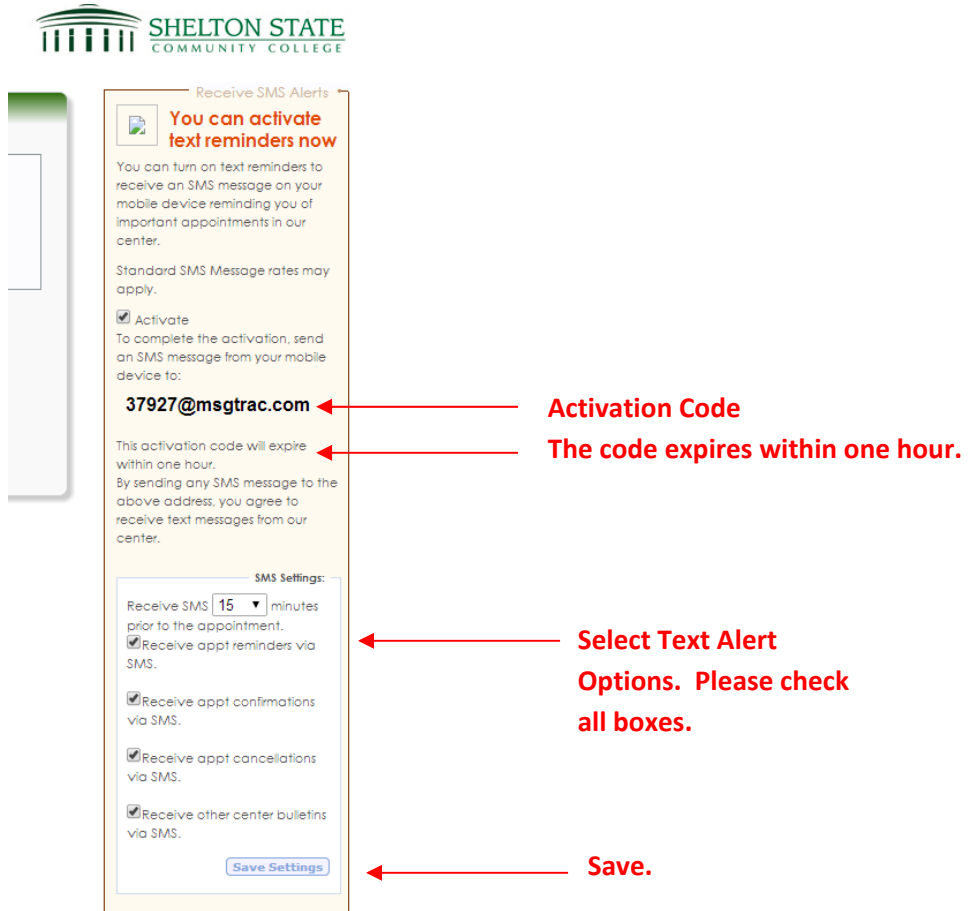 SHELTON STATE
COMMUNITY COLLEGE
Receive SMS Alerts
You can activate
text reminders now
You can turn on text reminders to
receive an SMS message on your
mobile device reminding you of
important appointments in our
center.
Standard SMS Message rates may
apply.
Activate
To complete the activation, send
an SMS message from your mobile
device to:
37927@msgtrac.com
Activation Code
This activation code will expire
within one hour.
The code expires within one hour.
By sending any SMS message to the
above address, you agree to
receive text messages from our
center.
SMS Settings:
Receive SMS 15 minutes
prior to the appointment.
Receive appt reminders via
SMS.
Select Text Alert
Options. Please check
all boxes.
Receive appt confirmations
via SMS.
Receive appt cancellations
via SMS.
Receive other center bulletins
via SMS.
Save Settings
Save.